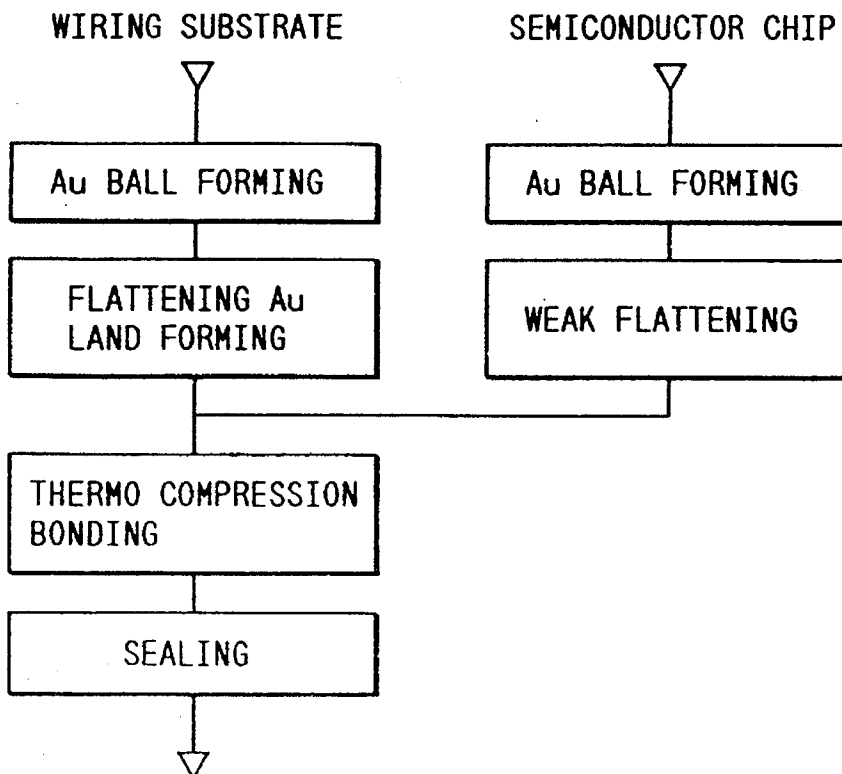 WIRING SUBSTRATE
SEMICONDUCTOR CHIP
Au BALL FORMING
Au BALL FORMING
FLATTENING Au
LAND FORMING
WEAK FLATTENING
THERMO COMPRESSION
BONDING
SEALING